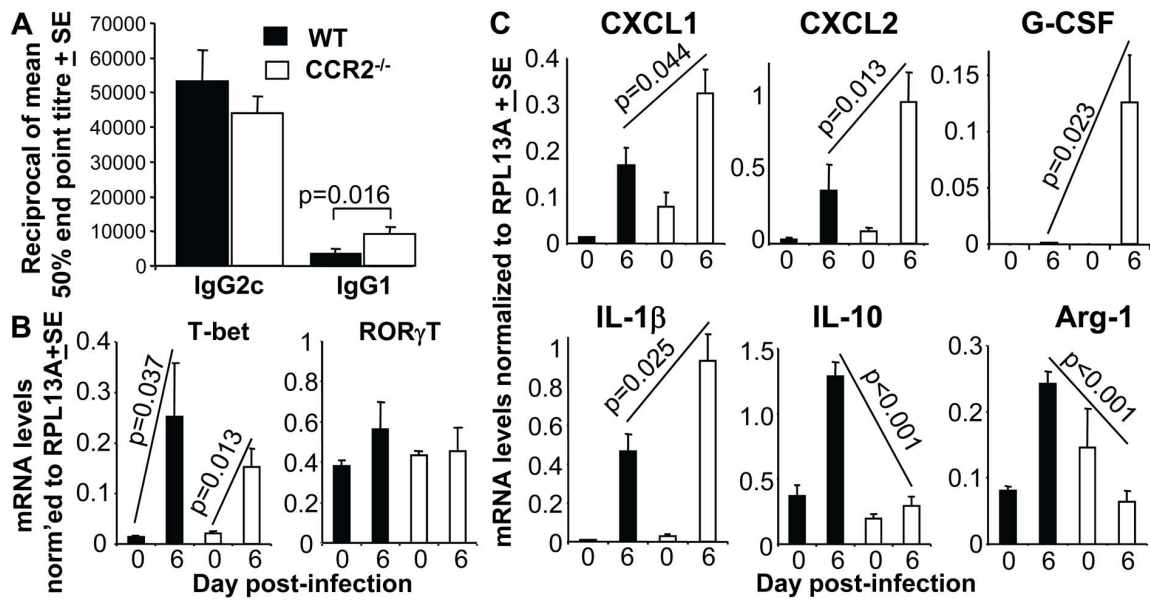 A
Reciprocal of mean
50% end point titre ± SE
70000
60000
50000
40000
30000
20000
10000
0
WT
CCR2-/-
p=0.016
IgG2c
IgG1
B
mRNA levels
norm'ed to RPL13A±SE
T-bet
0.4
0.3
0.2
0.1
0
p=0.037
p=0.013
0 6 0 6
RORγT
1
0.8
0.6
0.4
0.2
0
0 6 0 6
Day post-infection
C
mRNA levels normalized to RPL13A ± SE
CXCL1
0.4
0.3
0.2
0.1
0
p=0.044
0 6 0 6
CXCL2
1
0.5
0
p=0.013
0 6 0 6
G-CSF
0.15
0.1
0.05
0
p=0.023
0 6 0 6
IL-1β
1
0.8
0.6
0.4
0.2
0
p=0.025
0 6 0 6
IL-10
1.5
1.0
0.5
0
p<0.001
0 6 0 6
Arg-1
0.3
0.2
0.1
0
p<0.001
0 6 0 6
Day post-infection